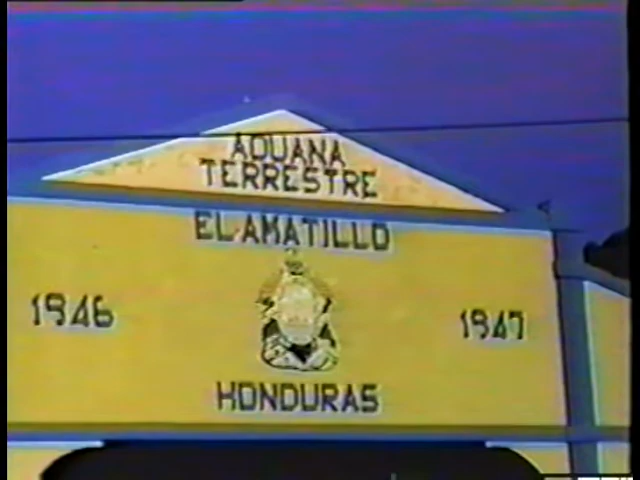 ADUANA
TERRESTRE
EL AMATILLO
1946
1947
HONDURAS